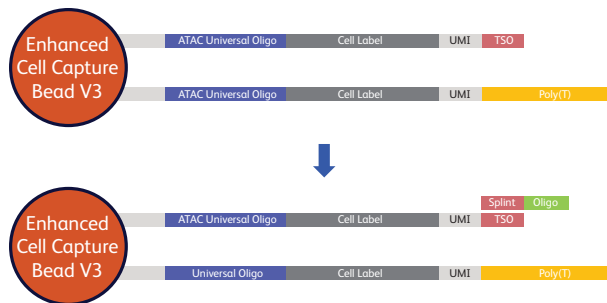 Enhanced
Cell Capture
Bead V3
ATAC Universal Oligo Cell Label UMI TSO
ATAC Universal Oligo Cell Label UMI Poly(T)
Enhanced
Cell Capture
Bead V3
Splint Oligo
ATAC Universal Oligo Cell Label UMI TSO
Universal Oligo Cell Label UMI Poly(T)